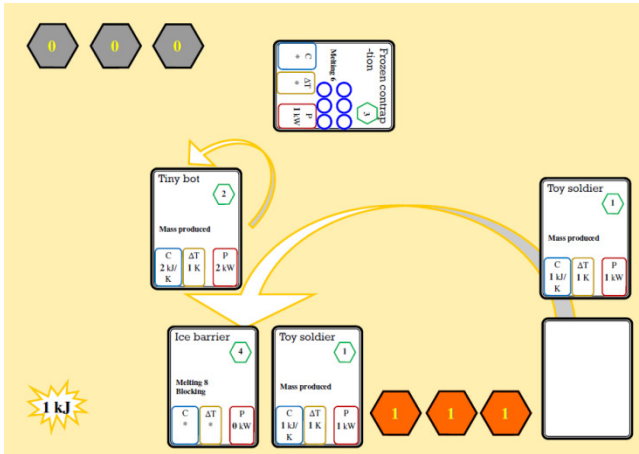 0 0 0
Frozen contrap
-tion
3
Melting 6
C ΔT P
* * 1 kW
Tiny bot
2
Mass produced
C ΔT P
2 kJ/ 1 K 2 kW
K
Toy soldier
1
Mass produced
C ΔT P
1 kJ/ 1 K 1 kW
K
Ice barrier
4
Melting 8
Blocking
C ΔT P
* * 0 kW
Toy soldier
1
Mass produced
C ΔT P
1 kJ/ 1 K 1 kW
K
1 1 1
1 kJ